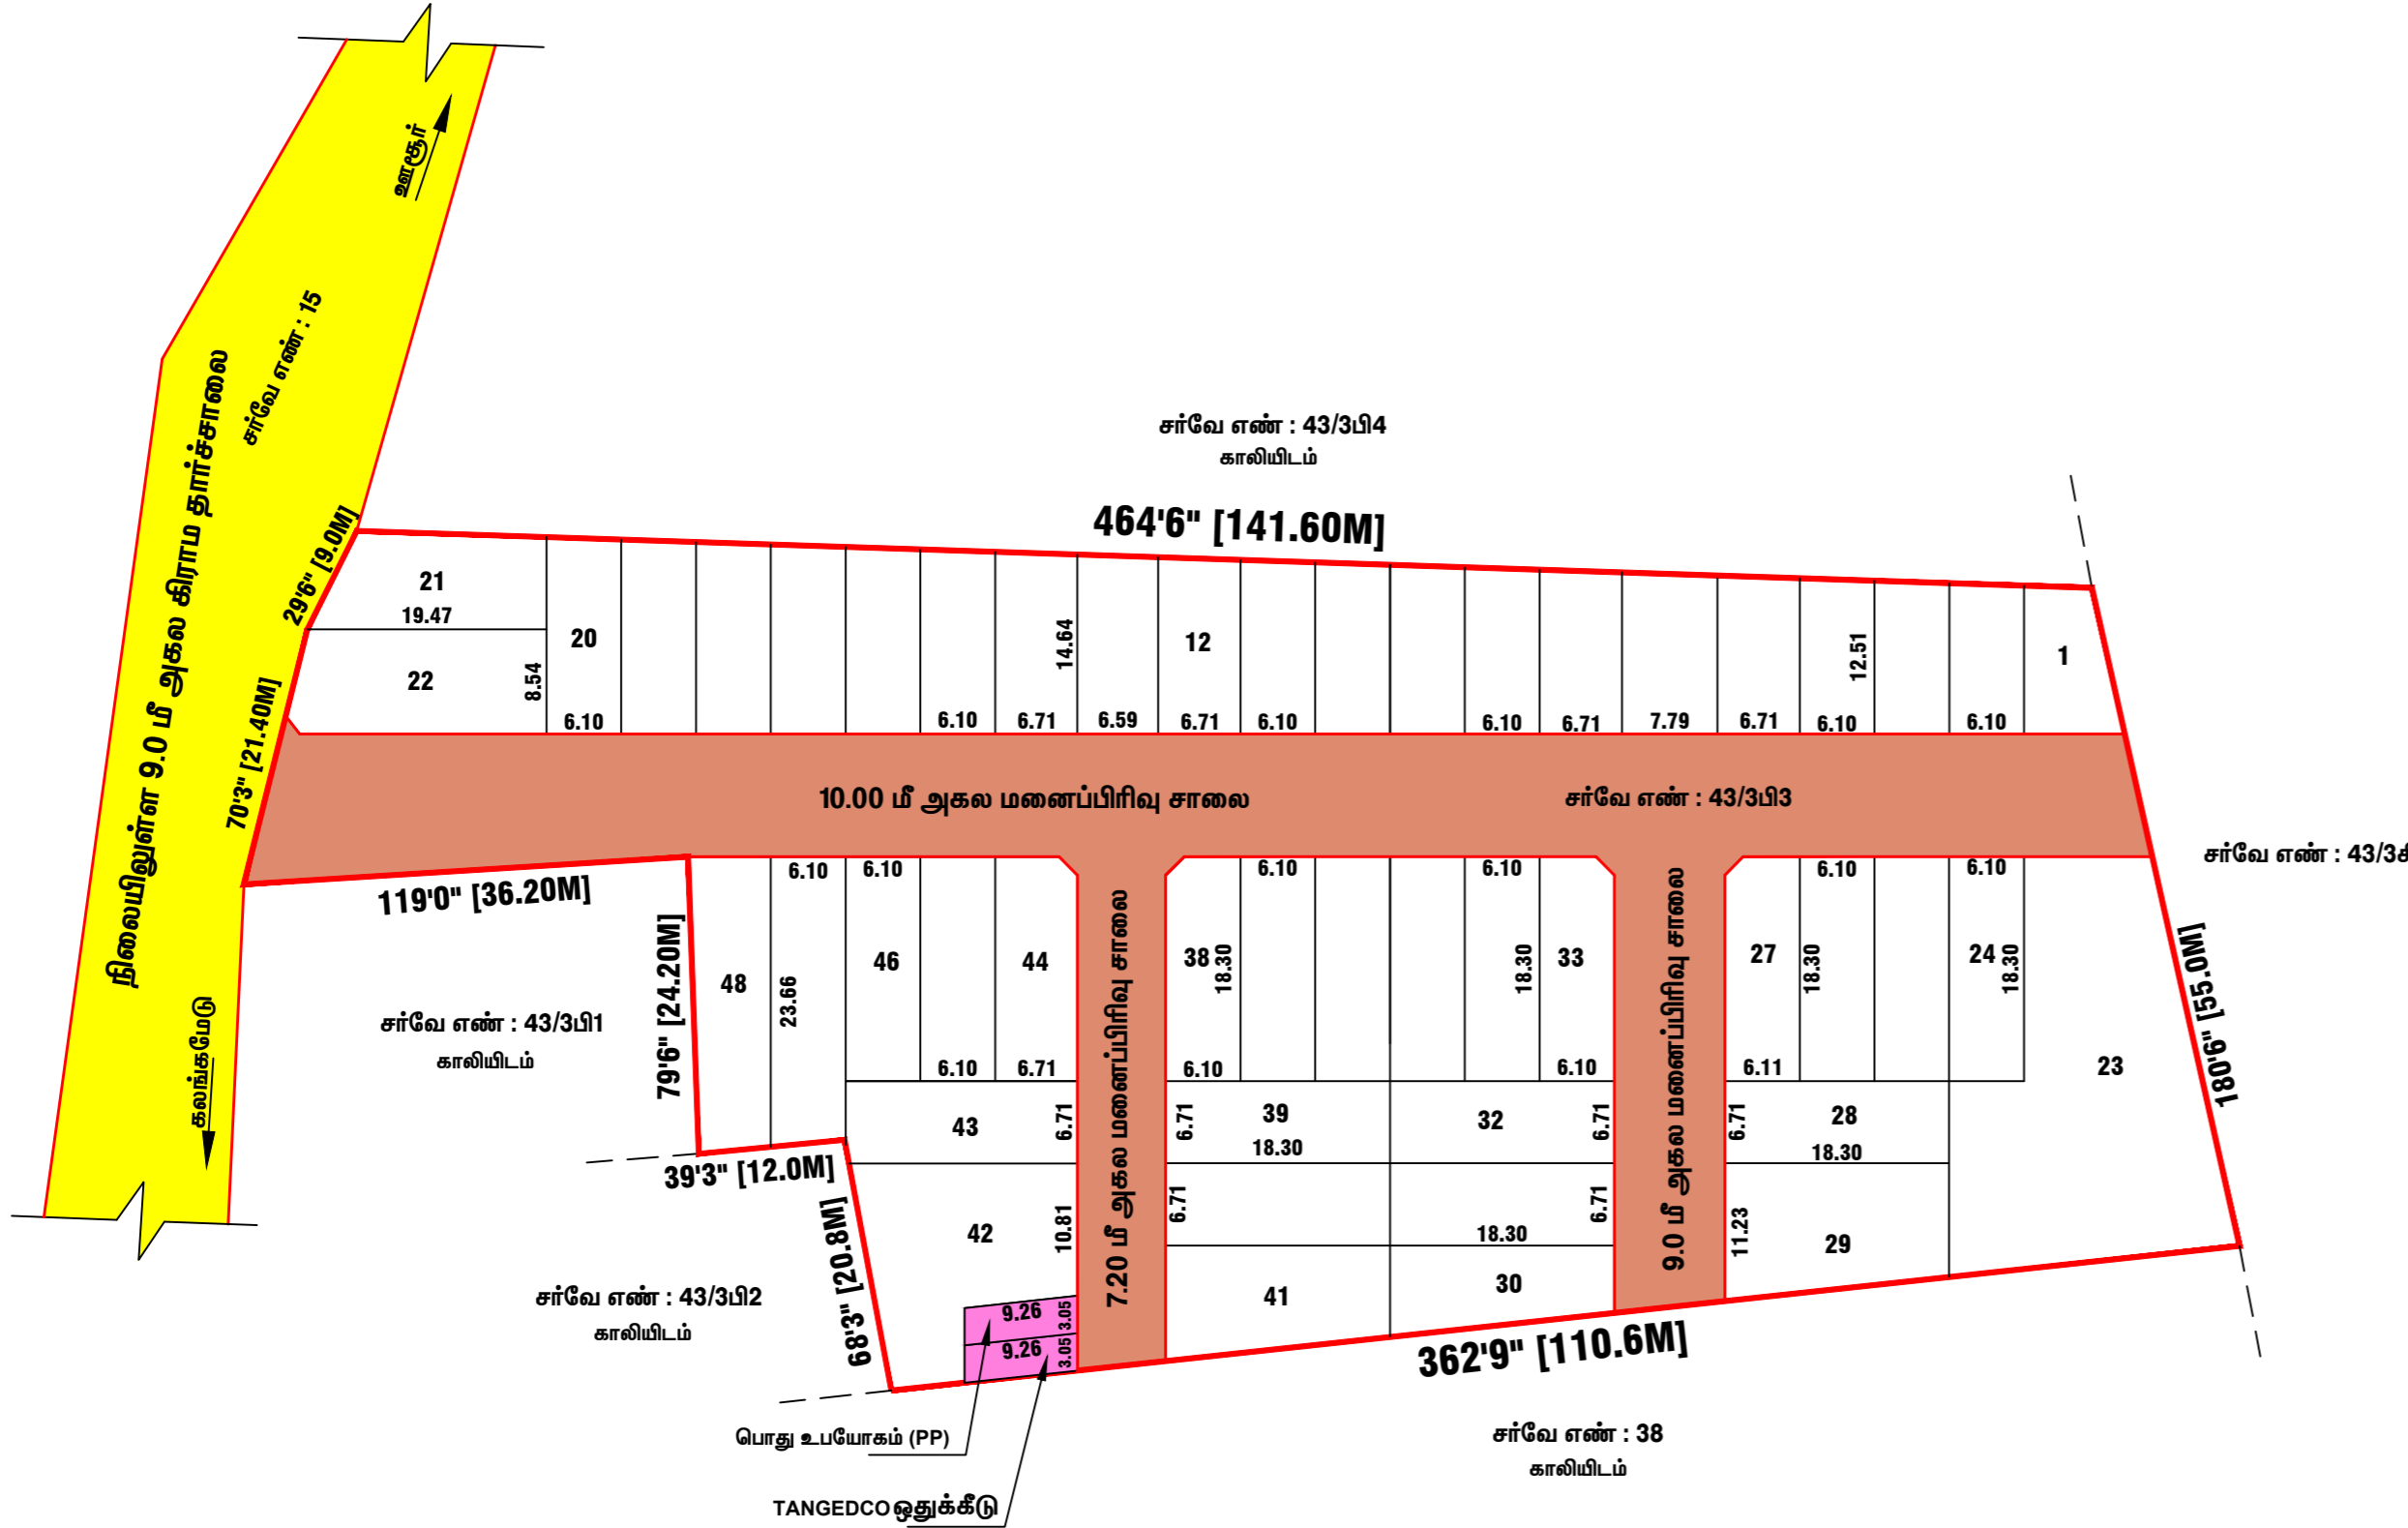 ஊசூர்
சர்வே எண் : 15
நிலையிலுள்ள 9.0 மீ அகல கிராம தார்ச்சாலை
கலங்கமேடு
29'6" [9.0M]
70'3" [21.40M]
சர்வே எண் : 43/3பி4
காலியிடம்
464'6" [141.60M]
21
19.47
22
8.54
20
6.10
6.10
6.71
14.64
6.59
12
6.71
6.10
6.10
6.71
7.79
6.71
12.51
6.10
6.10
1
10.00 மீ அகல மனைப்பிரிவு சாலை
சர்வே எண் : 43/3பி3
சர்வே எண் : 43/3
119'0" [36.20M]
சர்வே எண் : 43/3பி1
காலியிடம்
79'6" [24.20M]
48
6.10
23.66
6.10
46
6.10
44
6.71
7.20 மீ அகல மனைப்பிரிவு சாலை
38
18.30
6.10
6.10
6.10
18.30
33
6.10
9.0 மீ அகல மனைப்பிரிவு சாலை
27
18.30
6.11
6.10
6.10
24
18.30
23
180'6" [55.0M]
43
6.71
6.71
39
18.30
32
6.71
6.71
28
18.30
39'3" [12.0M]
68'3" [20.8M]
42
10.81
6.71
18.30
6.71
11.23
29
41
30
9.26
3.05
9.26
3.05
362'9" [110.6M]
சர்வே எண் : 43/3பி2
காலியிடம்
பொது உபயோகம் (PP)
TANGEDCO ஒதுக்கீடு
சர்வே எண் : 38
காலியிடம்